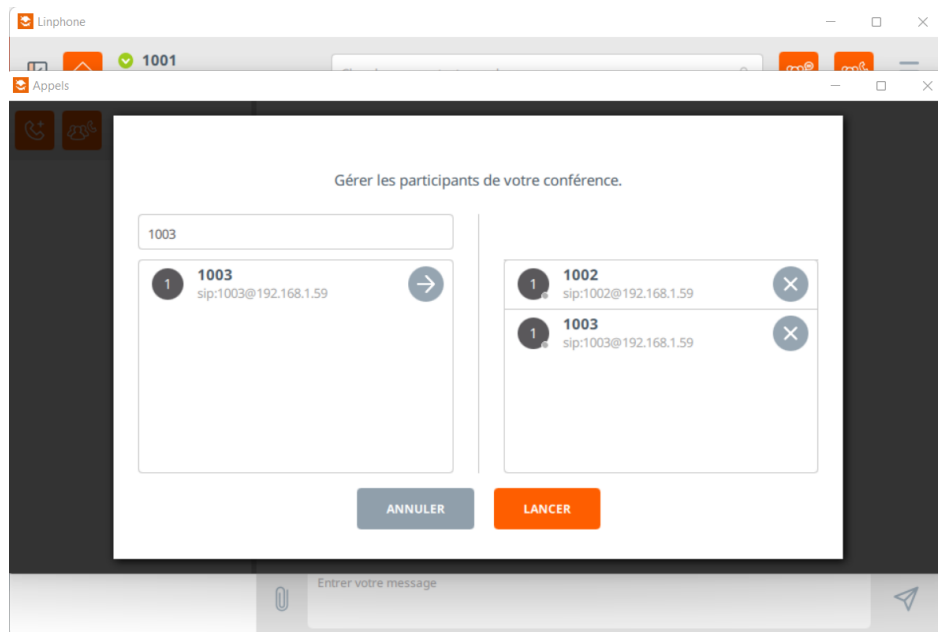 Linphone
1001
Appels
Gérer les participants de votre conférence.
1003
1 1003
sip:1003@192.168.1.59
1 1002
sip:1002@192.168.1.59
1 1003
sip:1003@192.168.1.59
ANNULER LANCER
Entrer votre message